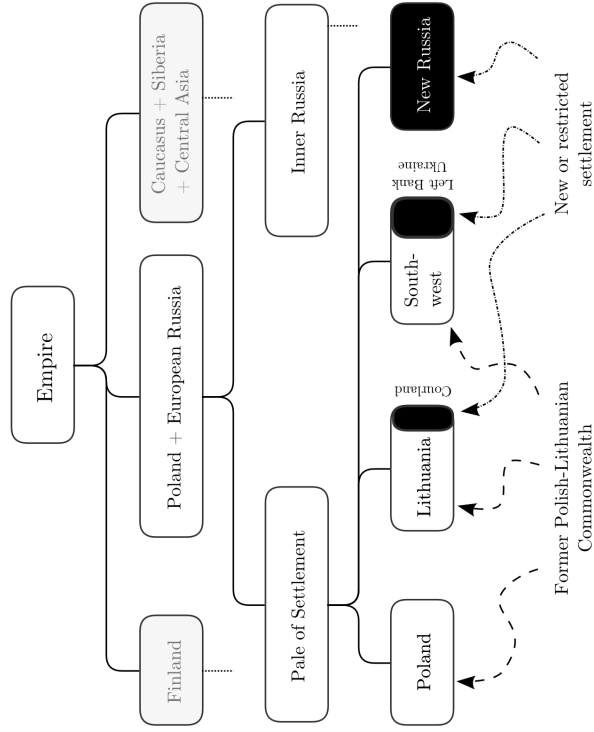 Empire
Finland
Poland + European Russia
Caucasus + Siberia
+ Central Asia
Pale of Settlement
Inner Russia
Poland
Lithuania
Courland
South-
west
Left Bank
Ukraine
New Russia
Former Polish-Lithuanian
Commonwealth
New or restricted
settlement